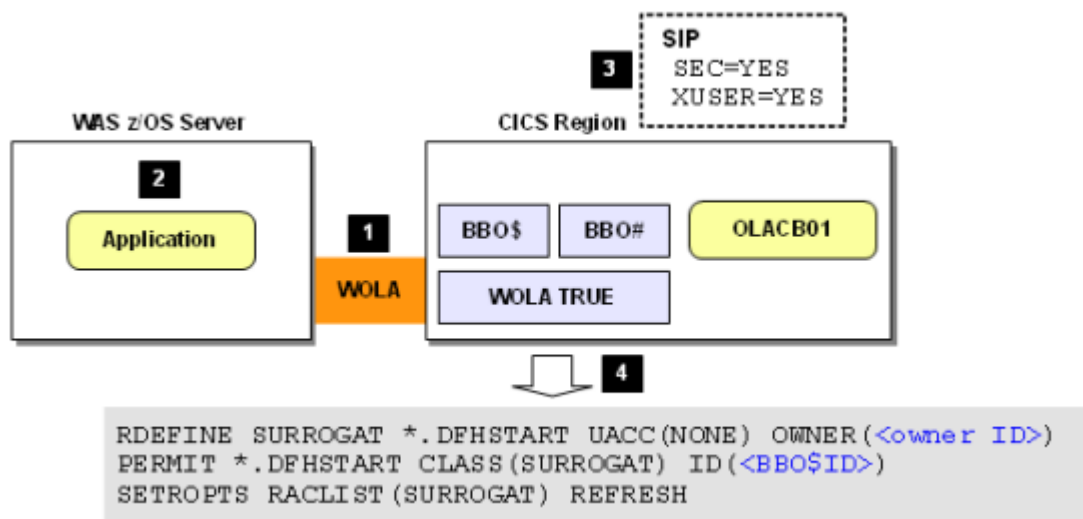 SIP
SEC=YES
XUSER=YES
3
WAS z/OS Server
CICS Region
2
Application
1
WOLA
BBO$
BBO#
OLACB01
WOLA TRUE
4
RDEFINE SURROGAT *.DFHSTART UACC(NONE) OWNER(<owner ID>)
PERMIT *.DFHSTART CLASS(SURROGAT) ID(<BBO$ID>)
SETROPTS RACLIST(SURROGAT) REFRESH